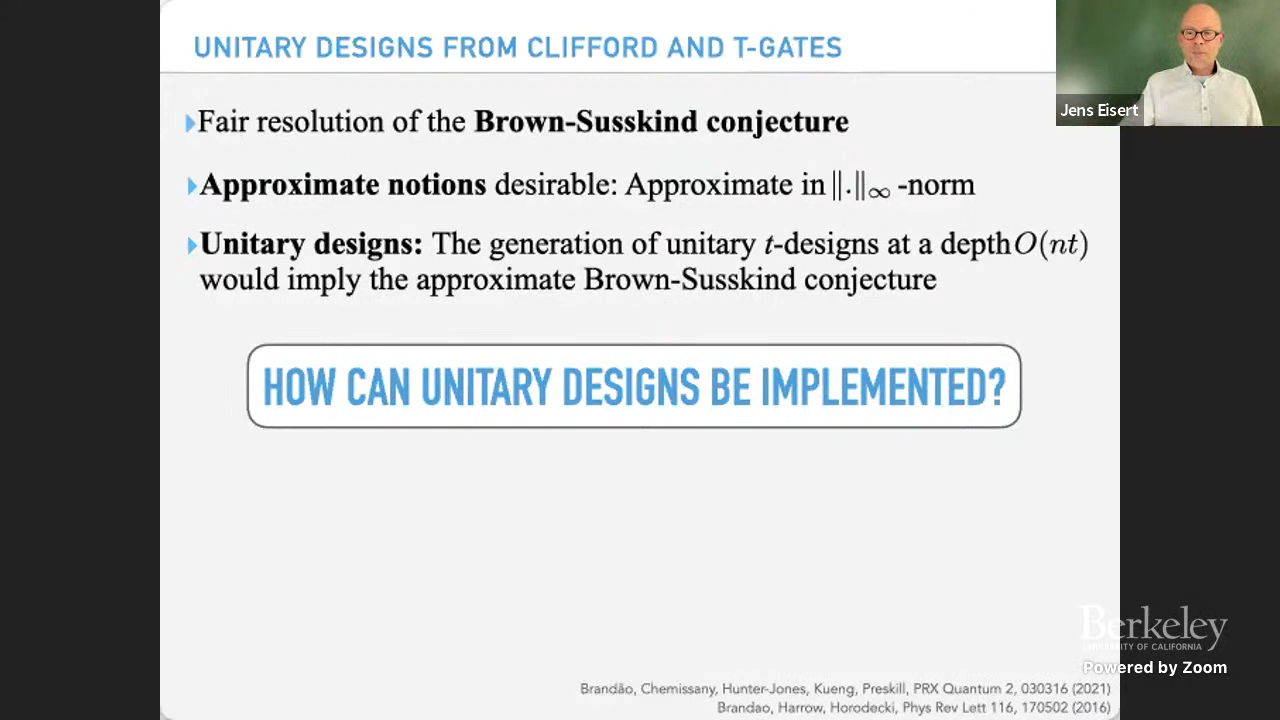 UNITARY DESIGNS FROM CLIFFORD AND T-GATES
Jens Eisert
Fair resolution of the Brown-Susskind conjecture
Approximate notions desirable: Approximate in ‖.‖∞ -norm
Unitary designs: The generation of unitary t-designs at a depth O(nt)
would imply the approximate Brown-Susskind conjecture
HOW CAN UNITARY DESIGNS BE IMPLEMENTED?
Berkeley
UNIVERSITY OF CALIFORNIA
Powered by Zoom
Brandão, Chemissany, Hunter-Jones, Kueng, Preskill, PRX Quantum 2, 030316 (2021)
Brandao, Harrow, Horodecki, Phys Rev Lett 116, 170502 (2016)